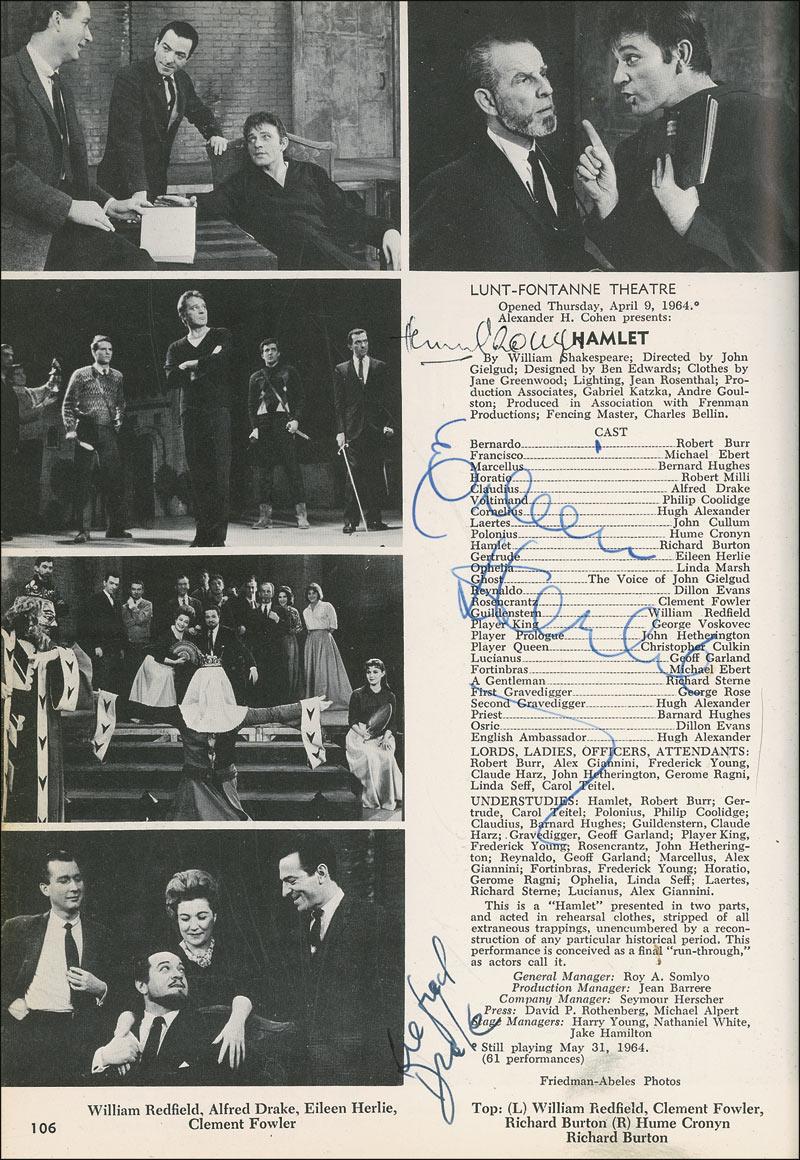 LUNT-FONTANNE THEATRE
Opened Thursday, April 9, 1964.*
Alexander H. Cohen presents:
HAMLET
By William Shakespeare; Directed by John
Gielgud; Designed by Ben Edwards; Clothes by
Jane Greenwood; Lighting, Jean Rosenthal; Pro-
duction Associates, Gabriel Katzka, Andre Goul-
ston; Produced in Association with Frenman
Productions; Fencing Master, Charles Bellin.
CAST
Bernardo Robert Burr
Francisco Michael Ebert
Marcellus Bernard Hughes
Horatio Robert Milli
Claudius Alfred Drake
Voltimand Philip Coolidge
Cornelius Hugh Alexander
Laertes John Cullum
Polonius Hume Cronyn
Hamlet Richard Burton
Gertrude Eileen Herlie
Ophelia Linda Marsh
Ghost The Voice of John Gielgud
Reynaldo Dillon Evans
Rosencrantz Clement Fowler
Guildenstern William Redfield
Player King George Voskovec
Player Prologue John Hetherington
Player Queen Christopher Culkin
Lucianus Geoff Garland
Fortinbras Michael Ebert
A Gentleman Richard Sterne
First Gravedigger George Rose
Second Gravedigger Hugh Alexander
Priest Barnard Hughes
Osric Dillon Evans
English Ambassador Hugh Alexander
LORDS, LADIES, OFFICERS, ATTENDANTS:
Robert Burr, Alex Giannini, Frederick Young,
Claude Harz, John Hetherington, Gerome Ragni,
Linda Seff, Carol Teitel.
UNDERSTUDIES: Hamlet, Robert Burr; Ger-
trude, Carol Teitel; Polonius, Philip Coolidge;
Claudius, Barnard Hughes; Guildenstern, Claude
Harz; Gravedigger, Geoff Garland; Player King,
Frederick Young; Rosencrantz, John Hethering-
ton; Reynaldo, Geoff Garland; Marcellus, Alex
Giannini; Fortinbras, Frederick Young; Horatio,
Gerome Ragni; Ophelia, Linda Seff; Laertes,
Richard Sterne; Lucianus, Alex Giannini.
This is a "Hamlet" presented in two parts,
and acted in rehearsal clothes, stripped of all
extraneous trappings, unencumbered by a recon-
struction of any particular historical period. This
performance is conceived as a final "run-through,"
as actors call it.
General Manager: Roy A. Somlyo
Production Manager: Jean Barrere
Company Manager: Seymour Herscher
Press: David P. Rothenberg, Michael Alpert
Stage Managers: Harry Young, Nathaniel White,
Jake Hamilton
* Still playing May 31, 1964.
(61 performances)
Friedman-Abeles Photos
Eileen
Herlie
Alfred
Drake
William Redfield, Alfred Drake, Eileen Herlie,
Clement Fowler
Top: (L) William Redfield, Clement Fowler,
Richard Burton (R) Hume Cronyn
Richard Burton
106